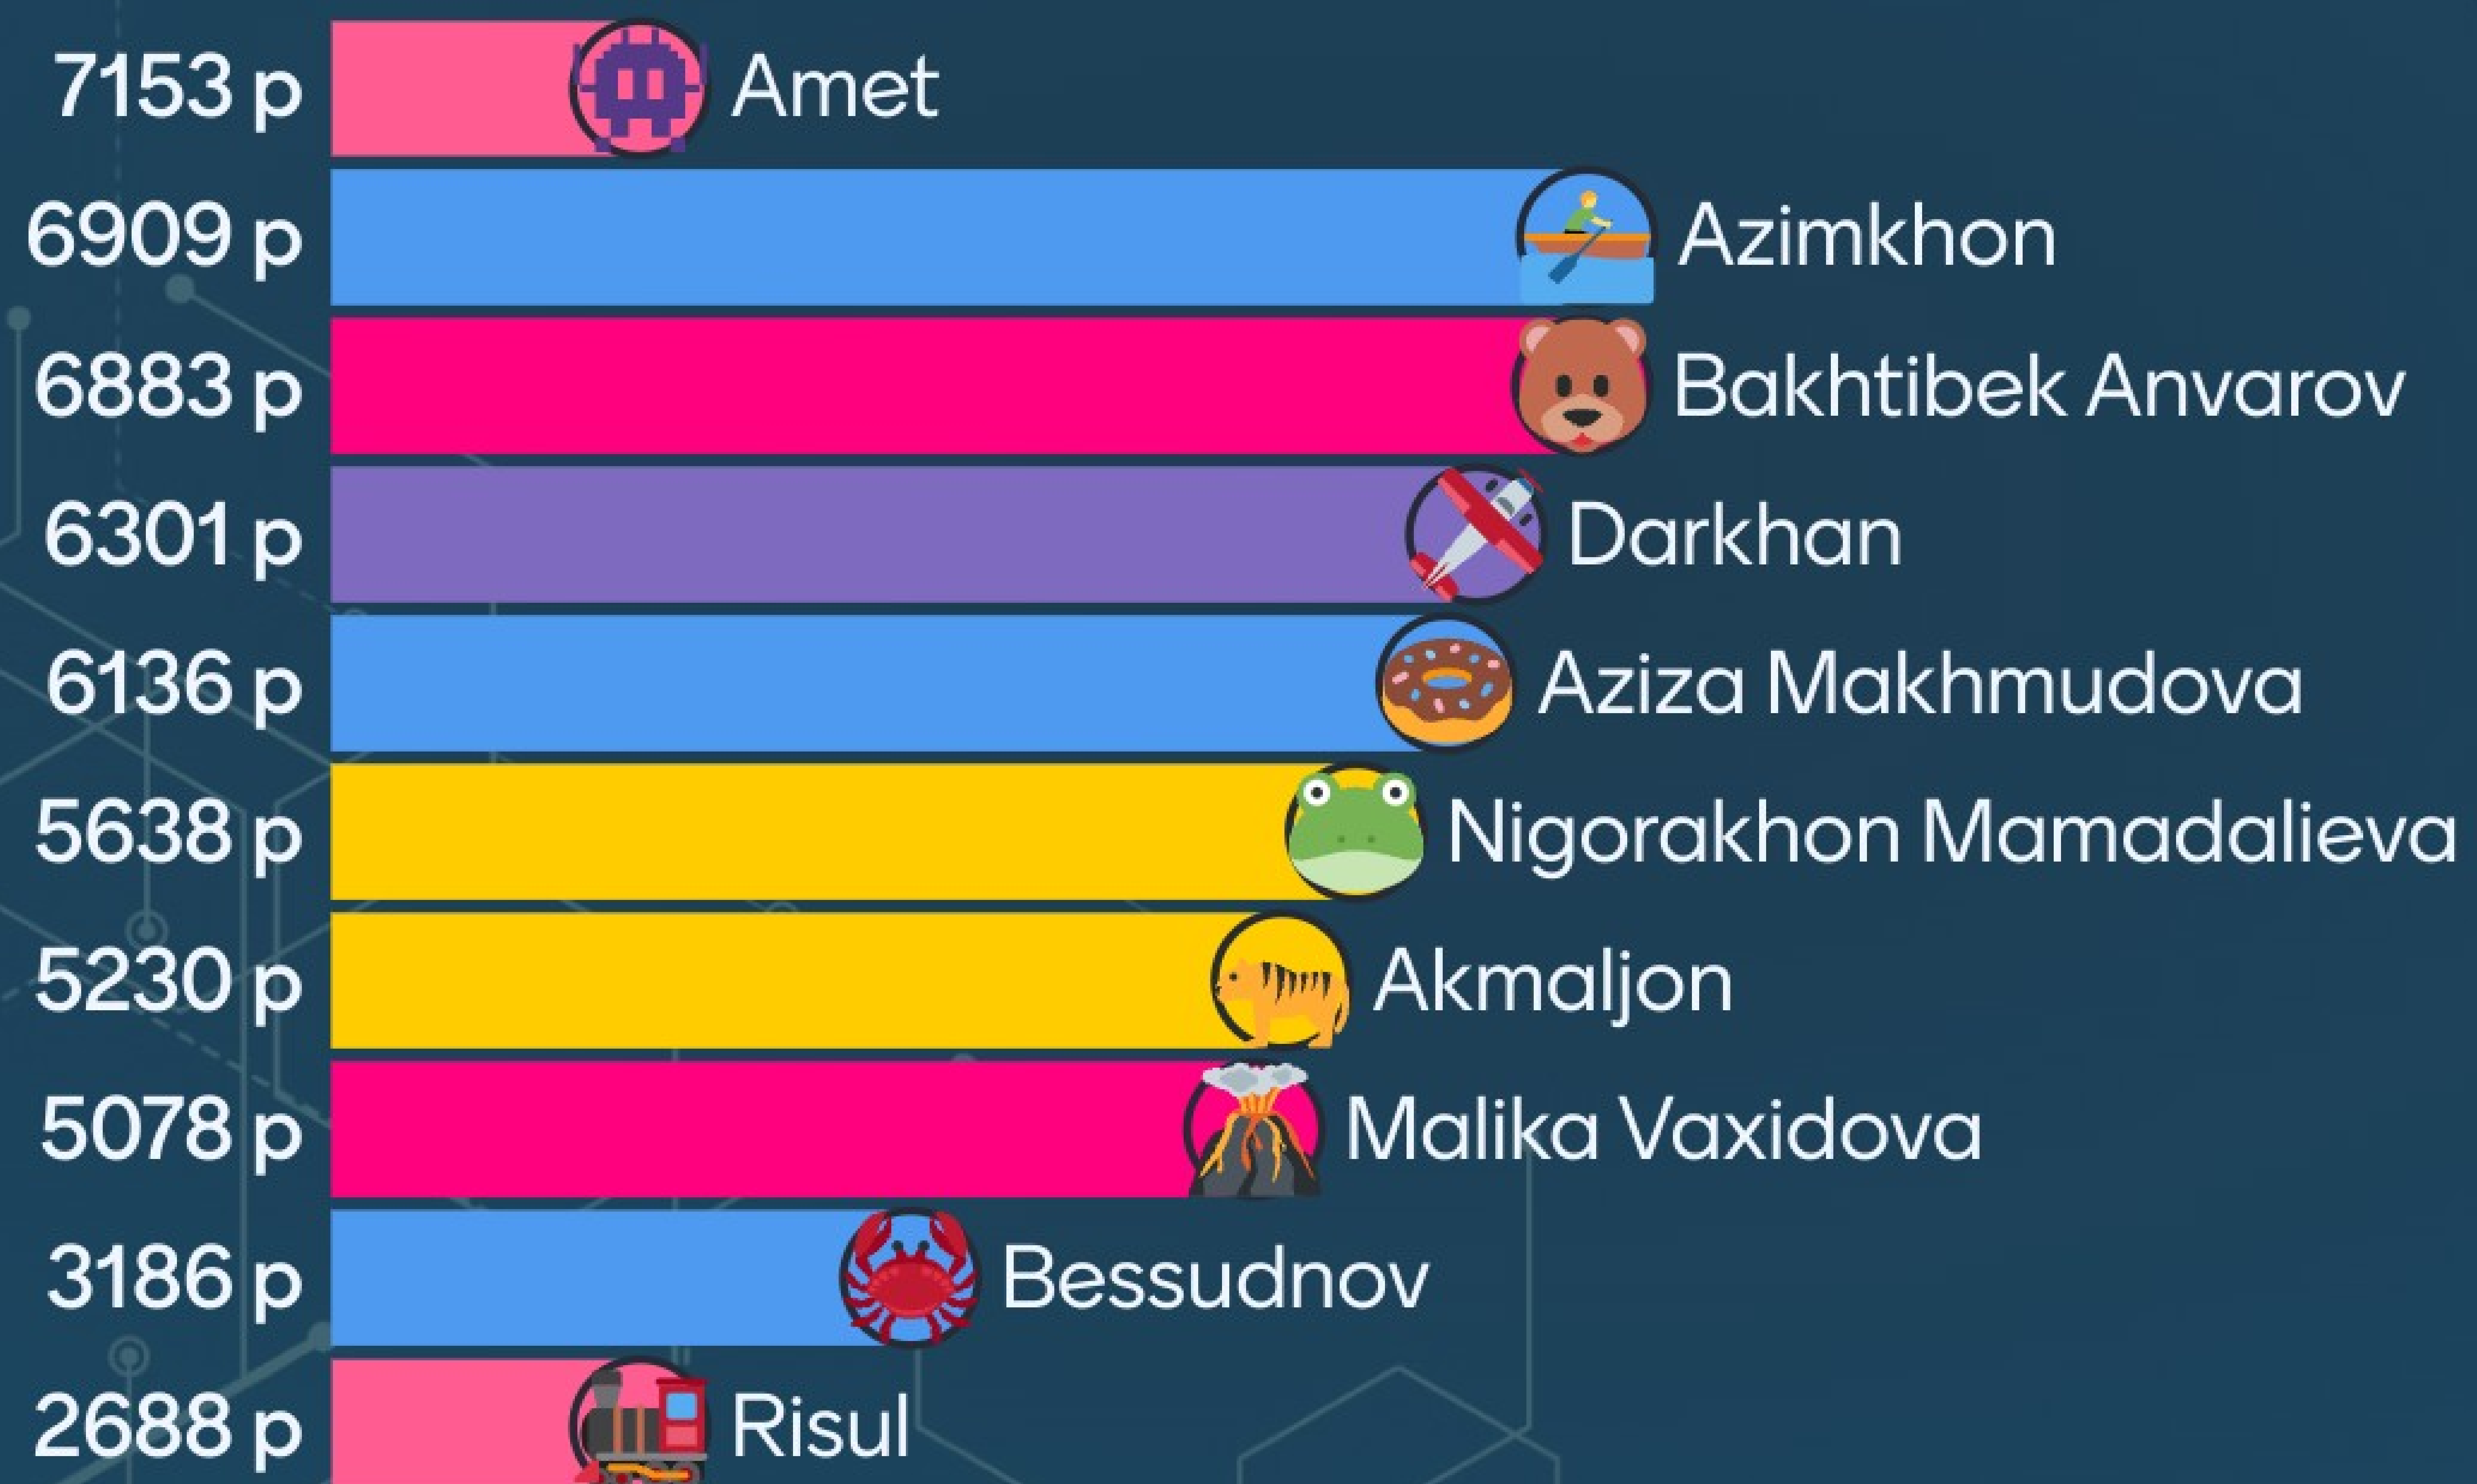 7153 p Amet
6909 p Azimkhon
6883 p Bakhtibek Anvarov
6301 p Darkhan
6136 p Aziza Makhmudova
5638 p Nigorakhon Mamadalieva
5230 p Akmaljon
5078 p Malika Vaxidova
3186 p Bessudnov
2688 p Risul